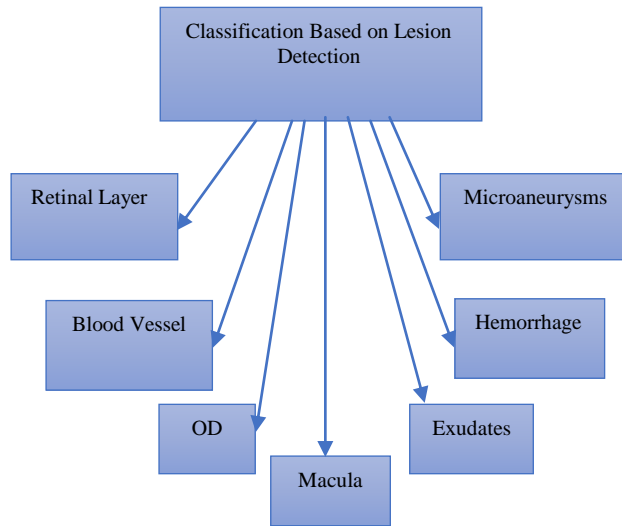 Classification Based on Lesion
Detection
Retinal Layer
Microaneurysms
Blood Vessel
Hemorrhage
OD
Exudates
Macula